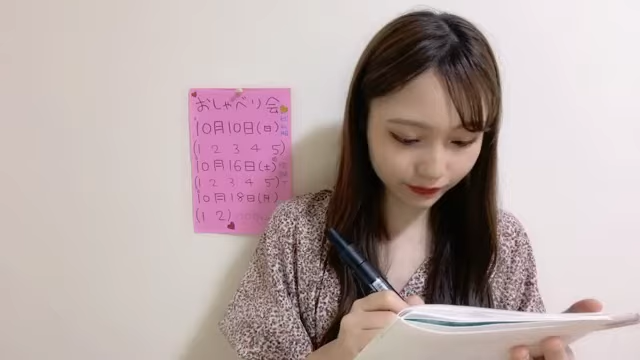 おしゃべり会
10月10日(日)
(1 2 3 4 5)
10月16日(土)
(1 2 3 4 5)
10月18日(月)
(1 2)